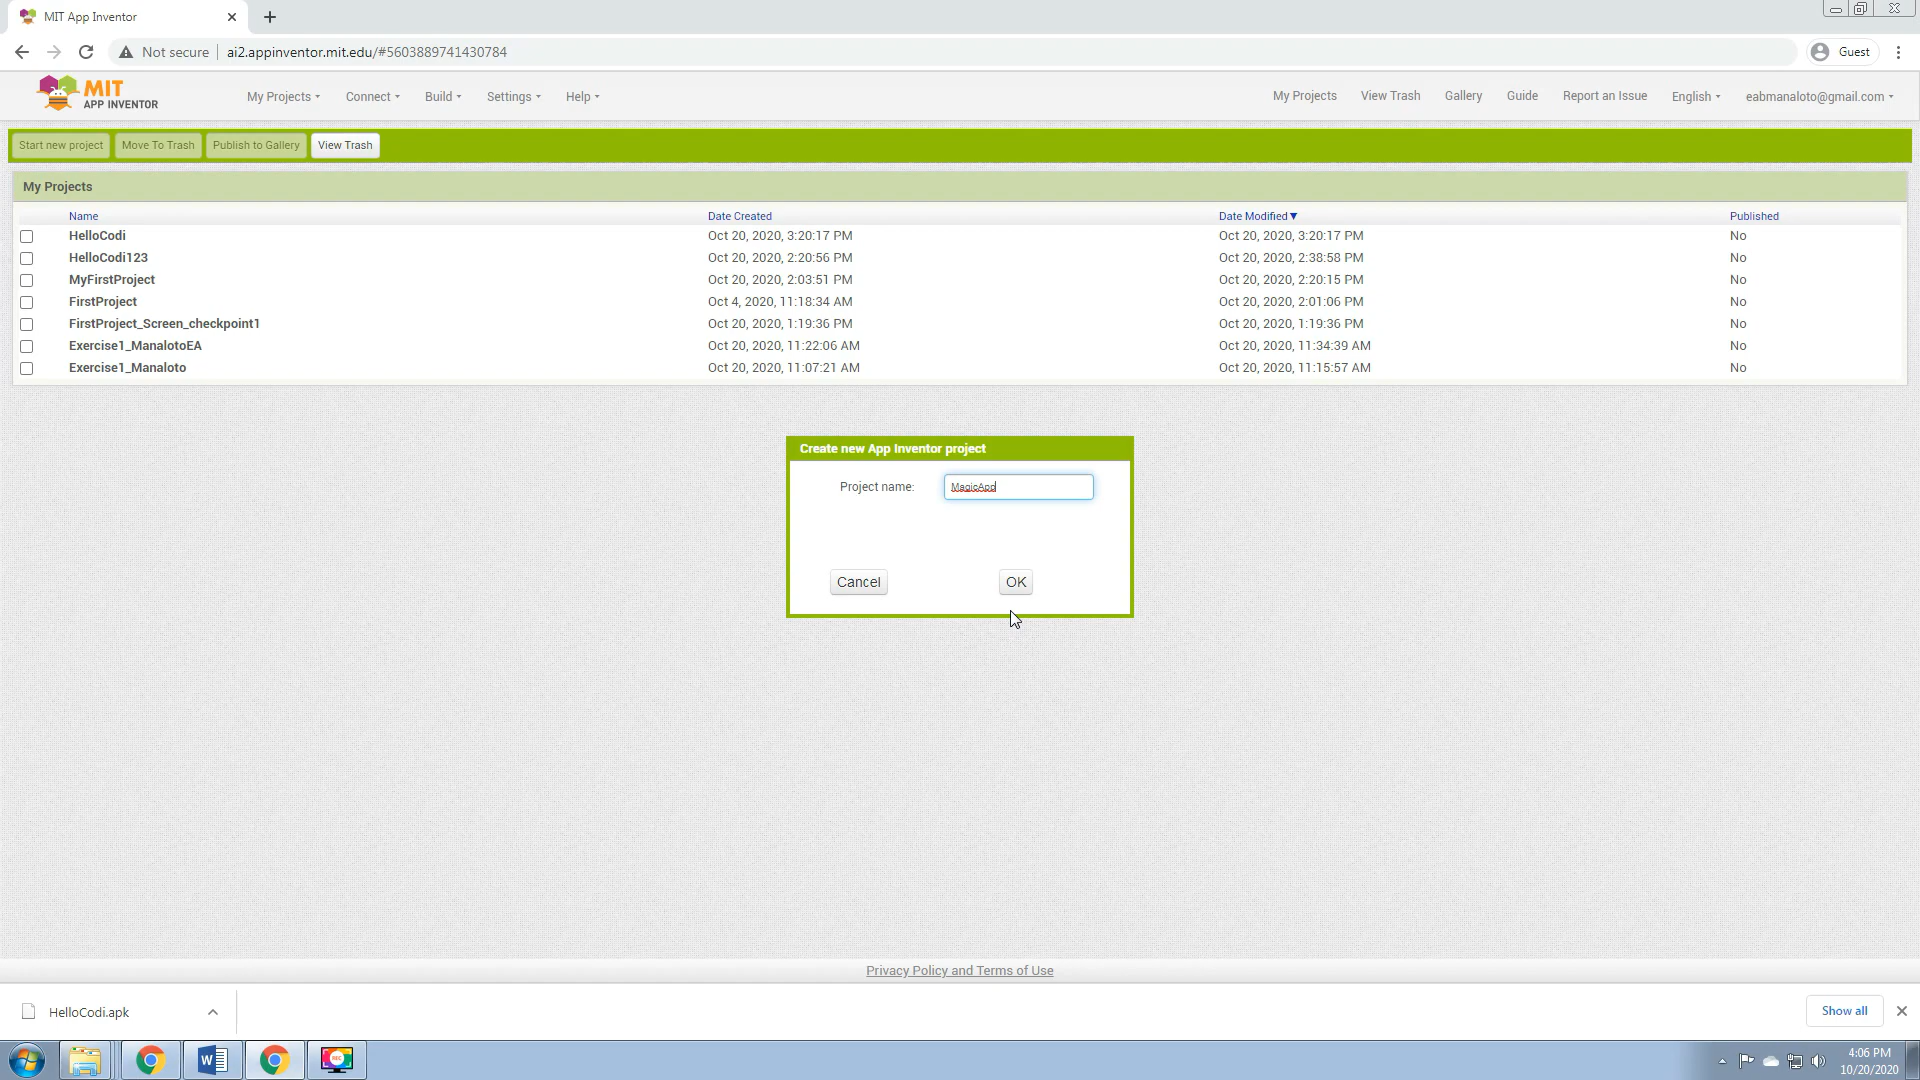 MIT App Inventor
Not secure ai2.appinventor.mit.edu/#5603889741430784 Guest
MIT
APP INVENTOR
My Projects Connect Build Settings Help My Projects View Trash Gallery Guide Report an Issue English eabmanaloto@gmail.com
Start new project Move To Trash Publish to Gallery View Trash
My Projects
Name Date Created Date Modified Published
HelloCodi Oct 20, 2020, 3:20:17 PM Oct 20, 2020, 3:20:17 PM No
HelloCodi123 Oct 20, 2020, 2:20:56 PM Oct 20, 2020, 2:38:58 PM No
MyFirstProject Oct 20, 2020, 2:03:51 PM Oct 20, 2020, 2:20:15 PM No
FirstProject Oct 4, 2020, 11:18:34 AM Oct 20, 2020, 2:01:06 PM No
FirstProject_Screen_checkpoint1 Oct 20, 2020, 1:19:36 PM Oct 20, 2020, 1:19:36 PM No
Exercise1_ManalotoEA Oct 20, 2020, 11:22:06 AM Oct 20, 2020, 11:34:39 AM No
Exercise1_Manaloto Oct 20, 2020, 11:07:21 AM Oct 20, 2020, 11:15:57 AM No
Create new App Inventor project
Project name: MagicApp
Cancel OK
Privacy Policy and Terms of Use
HelloCodi.apk Show all
REC
4:06 PM
10/20/2020